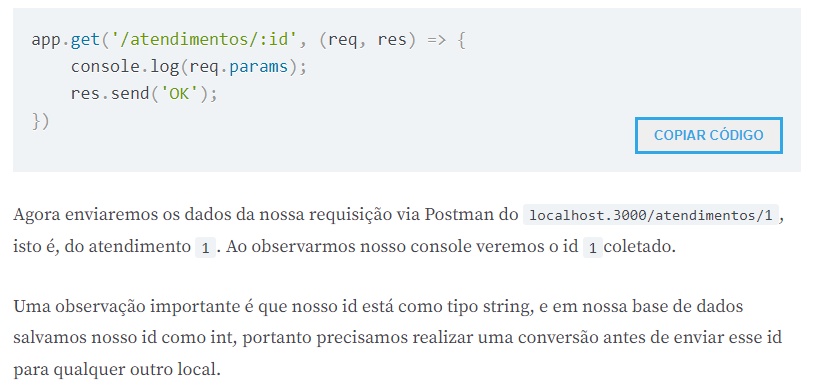 app.get('/atendimentos/:id', (req, res) => {
    console.log(req.params);
    res.send('OK');
})
COPIAR CÓDIGO
Agora enviaremos os dados da nossa requisição via Postman do localhost.3000/atendimentos/1,
isto é, do atendimento 1. Ao observarmos nosso console veremos o id 1 coletado.
Uma observação importante é que nosso id está como tipo string, e em nossa base de dados
salvamos nosso id como int, portanto precisamos realizar uma conversão antes de enviar esse id
para qualquer outro local.